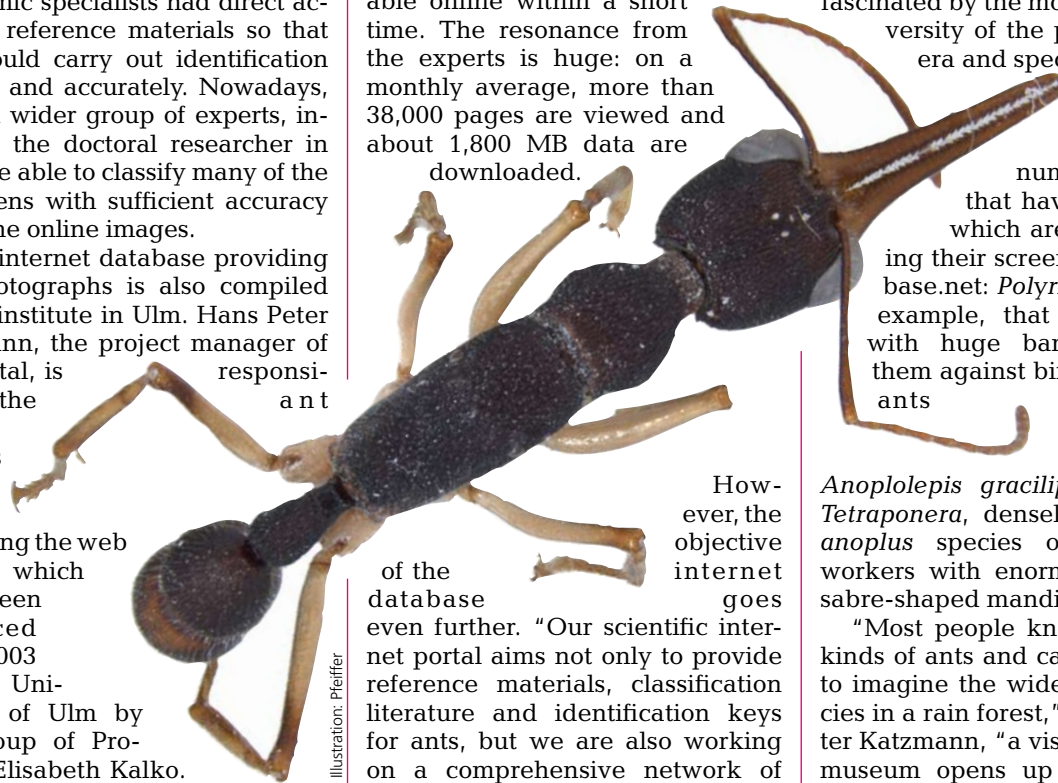 mic specialists had direct ac-
reference materials so that
ould carry out identification
and accurately. Nowadays,
wider group of experts, in-
the doctoral researcher in
e able to classify many of the
ens with sufficient accuracy
he online images.
internet database providing
otographs is also compiled
institute in Ulm. Hans Peter
nn, the project manager of
tal, is responsi-
the ant
ng the web
which
een
ced
003
Uni-
of Ulm by
oup of Pro-
Elisabeth Kalko.
Illustration: Pfeiffer
able online within a short
time. The resonance from
the experts is huge: on a
monthly average, more than
38,000 pages are viewed and
about 1,800 MB data are
downloaded.
How-
ever, the
objective
of the internet
database goes
even further. “Our scientific inter-
net portal aims not only to provide
reference materials, classification
literature and identification keys
for ants, but we are also working
on a comprehensive network of
fascinated by the mo
versity of the p
era and spec
num
that hav
which are
ing their screen
base.net: Polyr
example, that
with huge bar
them against bi
ants
Anoplolepis gracilip
Tetraponera, densel
anoplus species o
workers with enorm
sabre-shaped mandi
“Most people kn
kinds of ants and ca
to imagine the wide
cies in a rain forest,”
ter Katzmann, “a vis
museum opens up